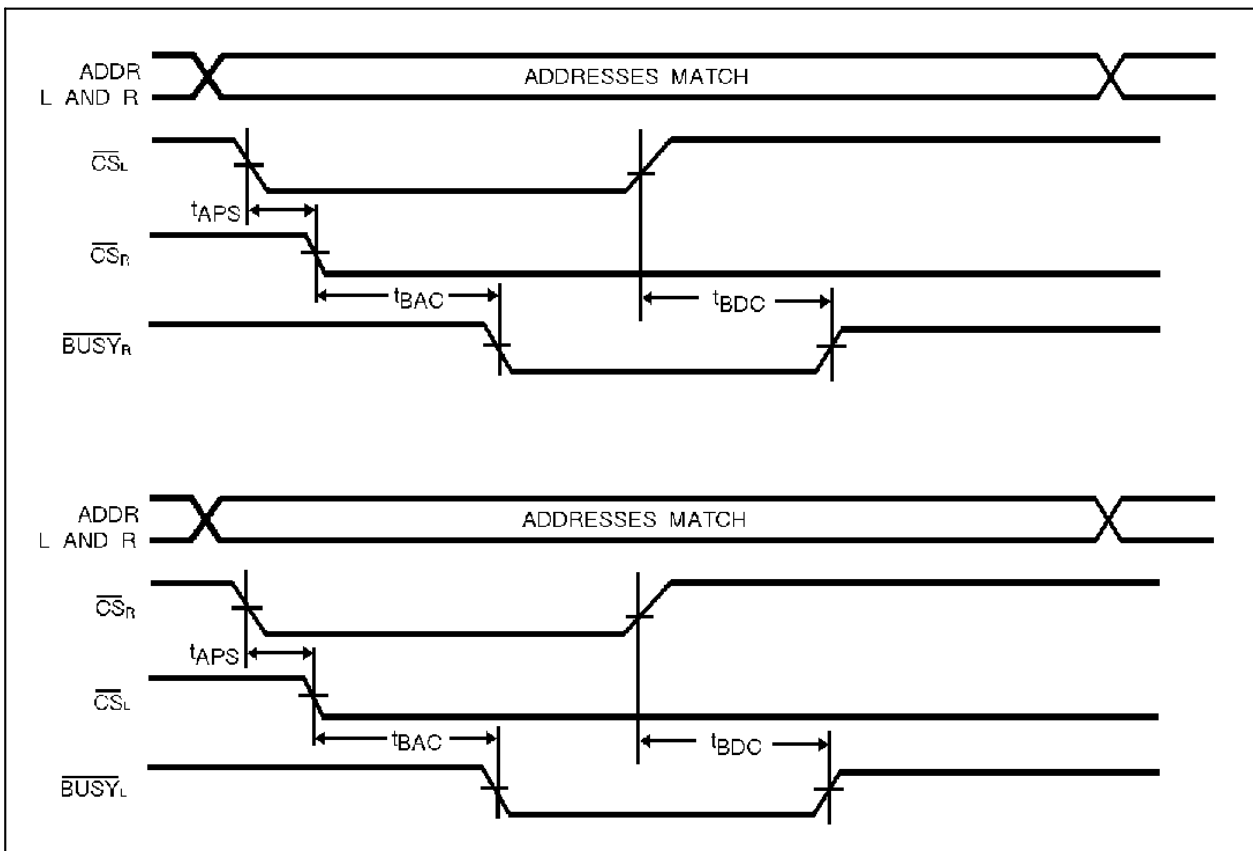 ADDR
L AND R
ADDRESSES MATCH
CSL
tAPS
CSR
tBAC
tBDC
BUSYR
ADDR
L AND R
ADDRESSES MATCH
CSR
tAPS
CSL
tBAC
tBDC
BUSYL